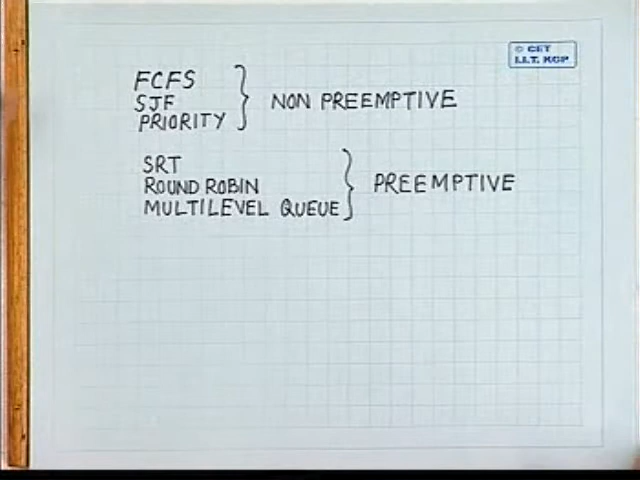 © CET
I.I.T. KGP
FCFS
SJF
PRIORITY
NON PREEMPTIVE
SRT
ROUND ROBIN
MULTILEVEL QUEUE
PREEMPTIVE